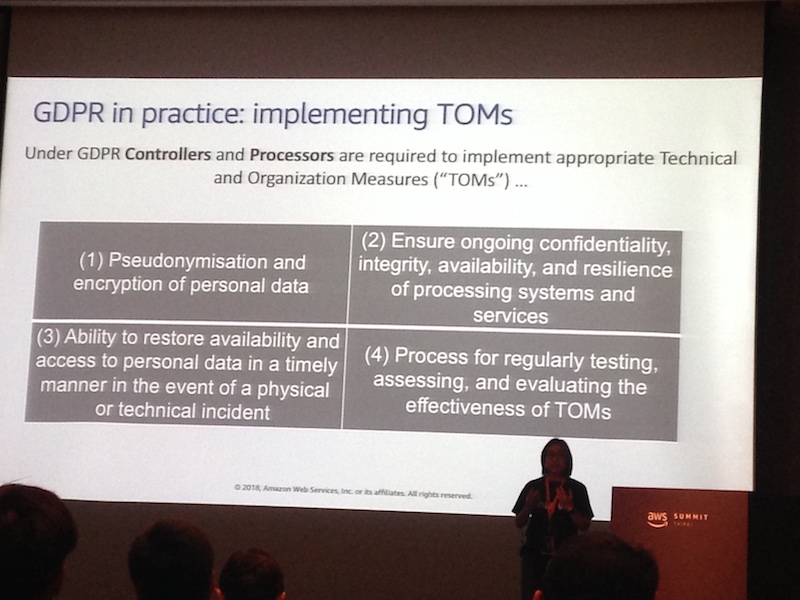 GDPR in practice: implementing TOMs
Under GDPR Controllers and Processors are required to implement appropriate Technical
and Organization Measures (“TOMs”) ...
(1) Pseudonymisation and
encryption of personal data
(2) Ensure ongoing confidentiality,
integrity, availability, and resilience
of processing systems and
services
(3) Ability to restore availability and
access to personal data in a timely
manner in the event of a physical
or technical incident
(4) Process for regularly testing,
assessing, and evaluating the
effectiveness of TOMs
© 2018, Amazon Web Services, Inc. or its affiliates. All rights reserved.
aws SUMMIT
TAIPEI